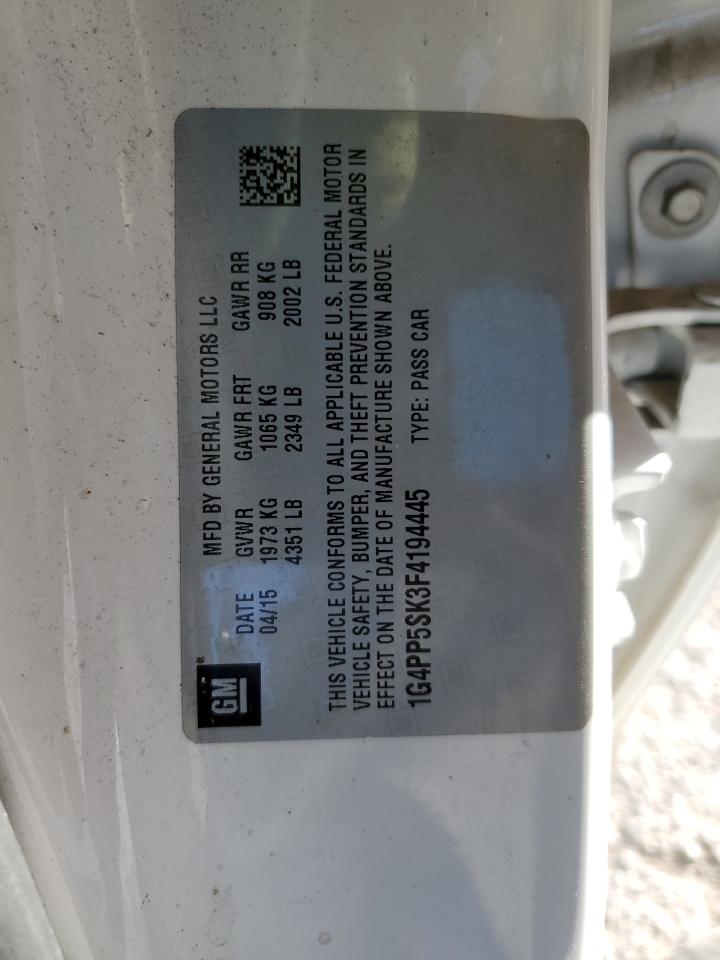 GM®
MFD BY GENERAL MOTORS LLC
DATE GVWR GAWR FRT GAWR RR
04/15 1973 KG 1065 KG 908 KG
4351 LB 2349 LB 2002 LB
THIS VEHICLE CONFORMS TO ALL APPLICABLE U.S. FEDERAL MOTOR
VEHICLE SAFETY, BUMPER, AND THEFT PREVENTION STANDARDS IN
EFFECT ON THE DATE OF MANUFACTURE SHOWN ABOVE.
1G4PP5SK3F4194445 TYPE: PASS CAR